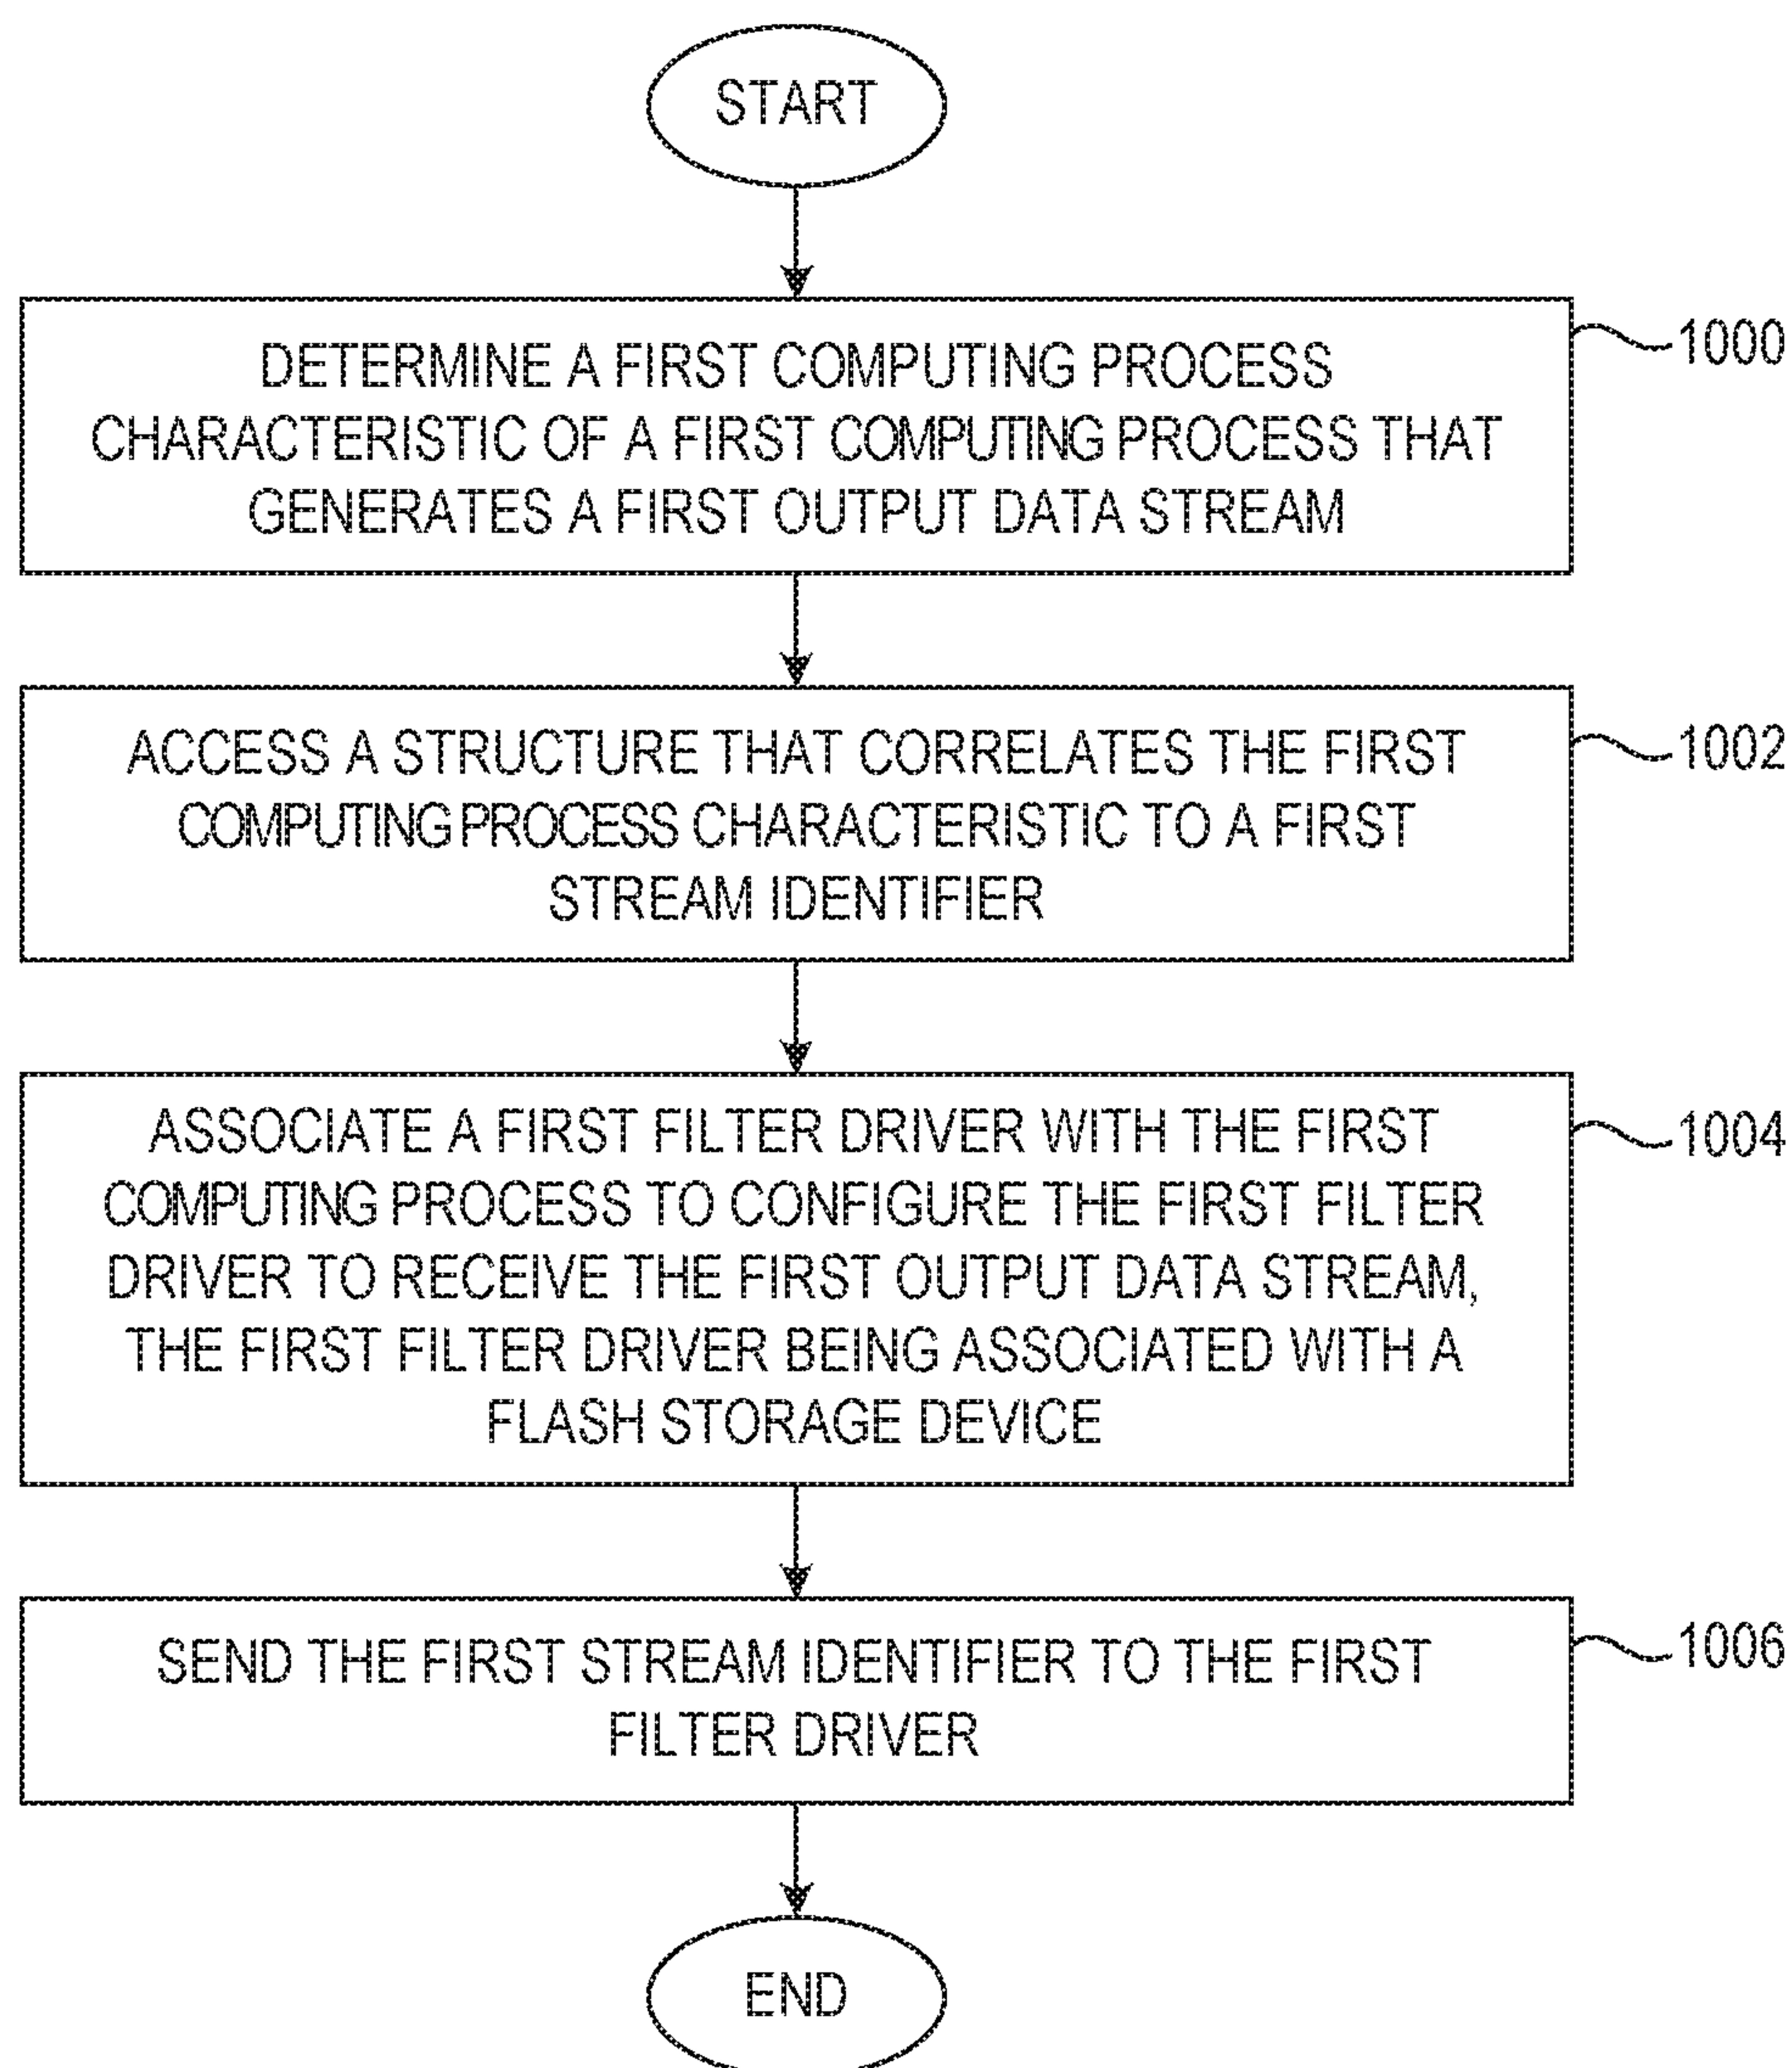 START
DETERMINE A FIRST COMPUTING PROCESS
CHARACTERISTIC OF A FIRST COMPUTING PROCESS THAT
GENERATES A FIRST OUTPUT DATA STREAM
1000
ACCESS A STRUCTURE THAT CORRELATES THE FIRST
COMPUTING PROCESS CHARACTERISTIC TO A FIRST
STREAM IDENTIFIER
1002
ASSOCIATE A FIRST FILTER DRIVER WITH THE FIRST
COMPUTING PROCESS TO CONFIGURE THE FIRST FILTER
DRIVER TO RECEIVE THE FIRST OUTPUT DATA STREAM,
THE FIRST FILTER DRIVER BEING ASSOCIATED WITH A
FLASH STORAGE DEVICE
1004
SEND THE FIRST STREAM IDENTIFIER TO THE FIRST
FILTER DRIVER
1006
END